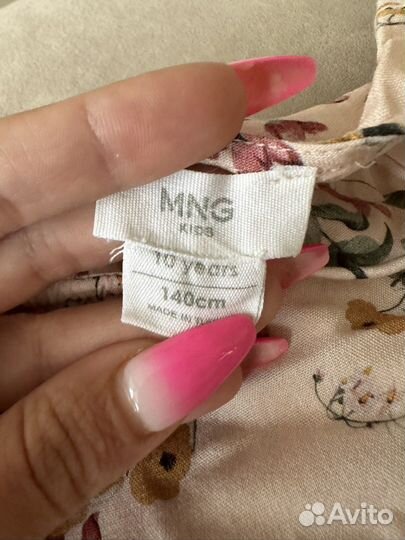 MNG
KIDS
10 years
140cm
MADE IN
Avito